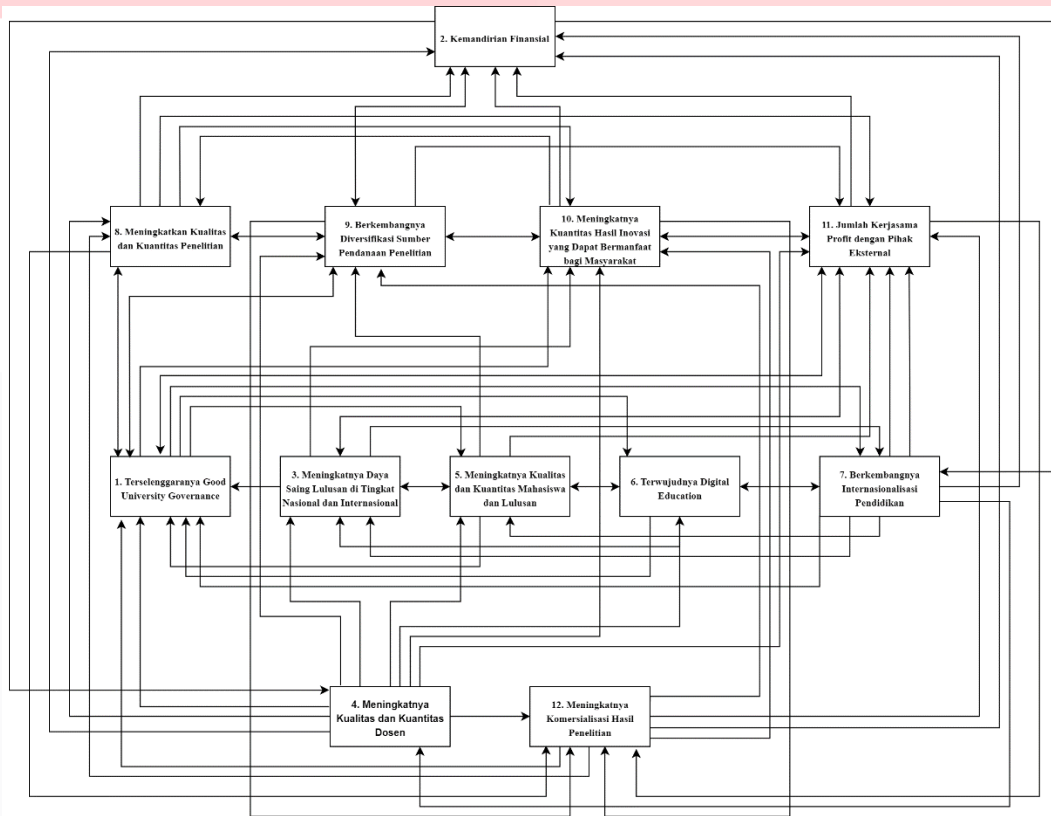 2. Kemandirian Finansial
8. Meningkatkan Kualitas
dan Kuantitas Penelitian
9. Berkembangnya
Diversifikasi Sumber
Pendanaan Penelitian
10. Meningkatnya
Kuantitas Hasil Inovasi
yang Dapat Bermanfaat
bagi Masyarakat
11. Jumlah Kerjasama
Profit dengan Pihak
Eksternal
1. Terselenggaranya Good
University Governance
3. Meningkatnya Daya
Saing Lulusan di Tingkat
Nasional dan Internasional
5. Meningkatnya Kualitas
dan Kuantitas Mahasiswa
dan Lulusan
6. Terwujudnya Digital
Education
7. Berkembangnya
Internasionalisasi
Pendidikan
4. Meningkatnya
Kualitas dan Kuantitas
Dosen
12. Meningkatnya
Komersialisasi Hasil
Penelitian